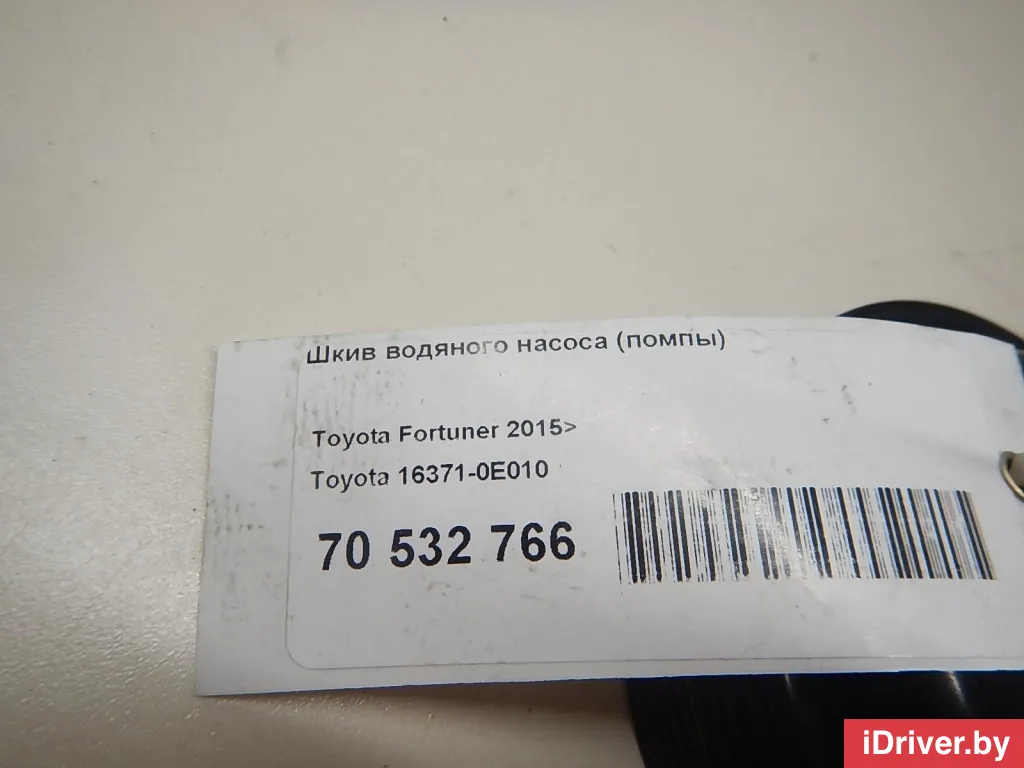 Шкив водяного насоса (помпы)
Toyota Fortuner 2015>
Toyota 16371-0E010
70 532 766
iDriver.by